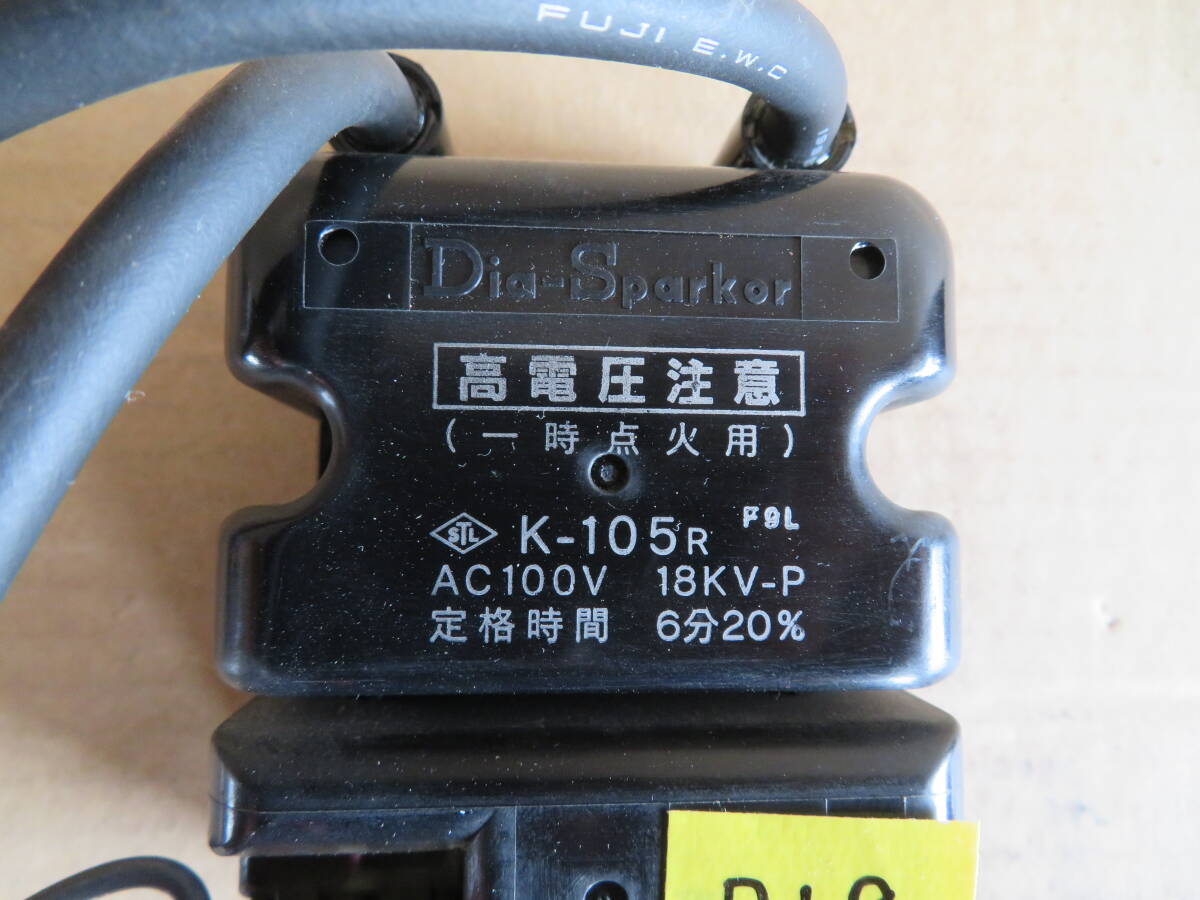 FUJI E.W.C
Dia-Sparkor
高電圧注意
(一時点火用)
STL K-105R F9L
AC100V 18KV-P
定格時間 6分20%